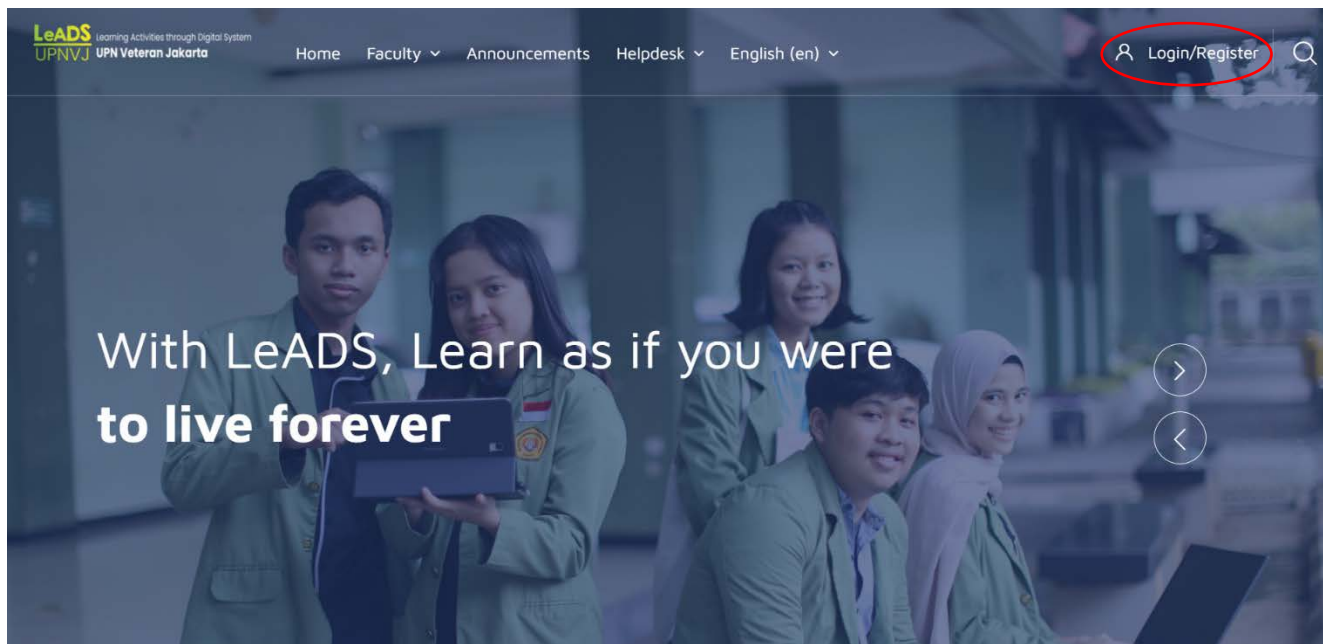 LeADS Learning Activities through Digital System
UPNVJ UPN Veteran Jakarta
Home Faculty Announcements Helpdesk English (en) Login/Register
With LeADS, Learn as if you were
to live forever